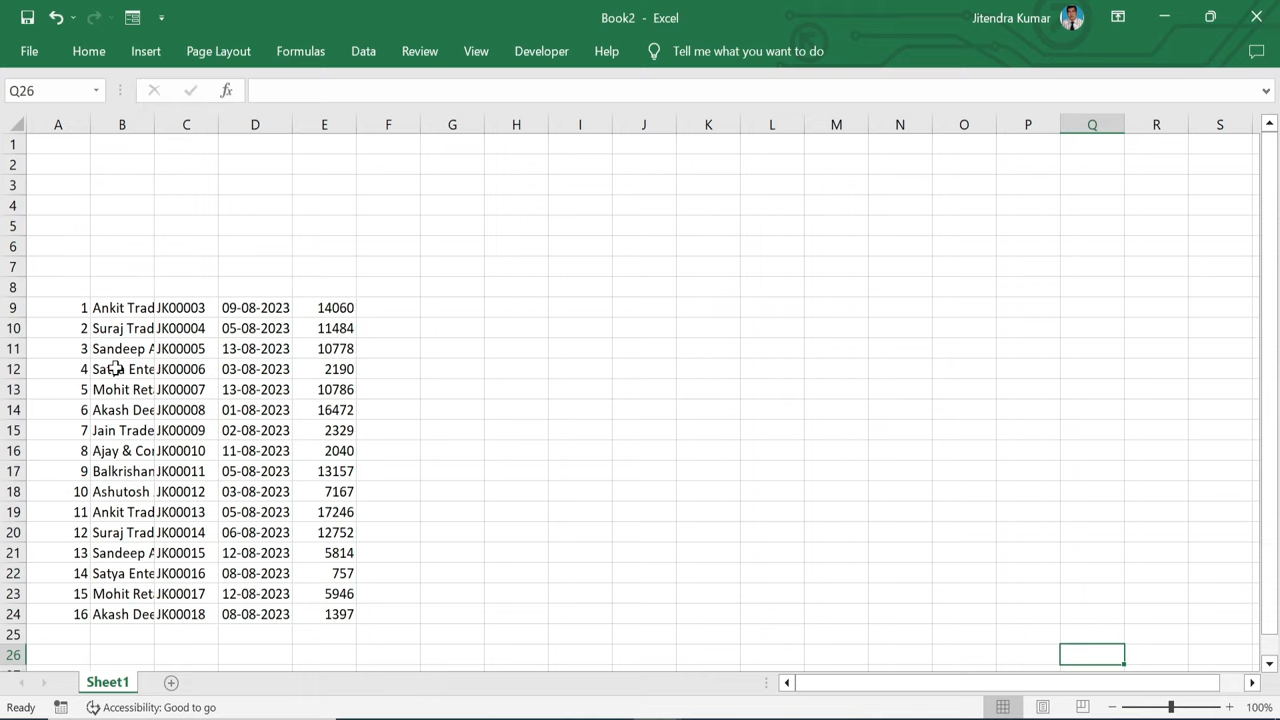 Book2 - Excel
Jitendra Kumar
File Home Insert Page Layout Formulas Data Review View Developer Help Tell me what you want to do
Q26 fx
A B C D E F G H I J K L M N O P Q R S
1
2
3
4
5
6
7
8
9 1 Ankit Trad JK00003 09-08-2023 14060
10 2 Suraj Trad JK00004 05-08-2023 11484
11 3 Sandeep A JK00005 13-08-2023 10778
12 4 Satya Ente JK00006 03-08-2023 2190
13 5 Mohit Ret JK00007 13-08-2023 10786
14 6 Akash Dee JK00008 01-08-2023 16472
15 7 Jain Trade JK00009 02-08-2023 2329
16 8 Ajay & Co JK00010 11-08-2023 2040
17 9 Balkrishan JK00011 05-08-2023 13157
18 10 Ashutosh JK00012 03-08-2023 7167
19 11 Ankit Trad JK00013 05-08-2023 17246
20 12 Suraj Trad JK00014 06-08-2023 12752
21 13 Sandeep A JK00015 12-08-2023 5814
22 14 Satya Ente JK00016 08-08-2023 757
23 15 Mohit Ret JK00017 12-08-2023 5946
24 16 Akash Dee JK00018 08-08-2023 1397
25
26
Sheet1
Ready Accessibility: Good to go 100%